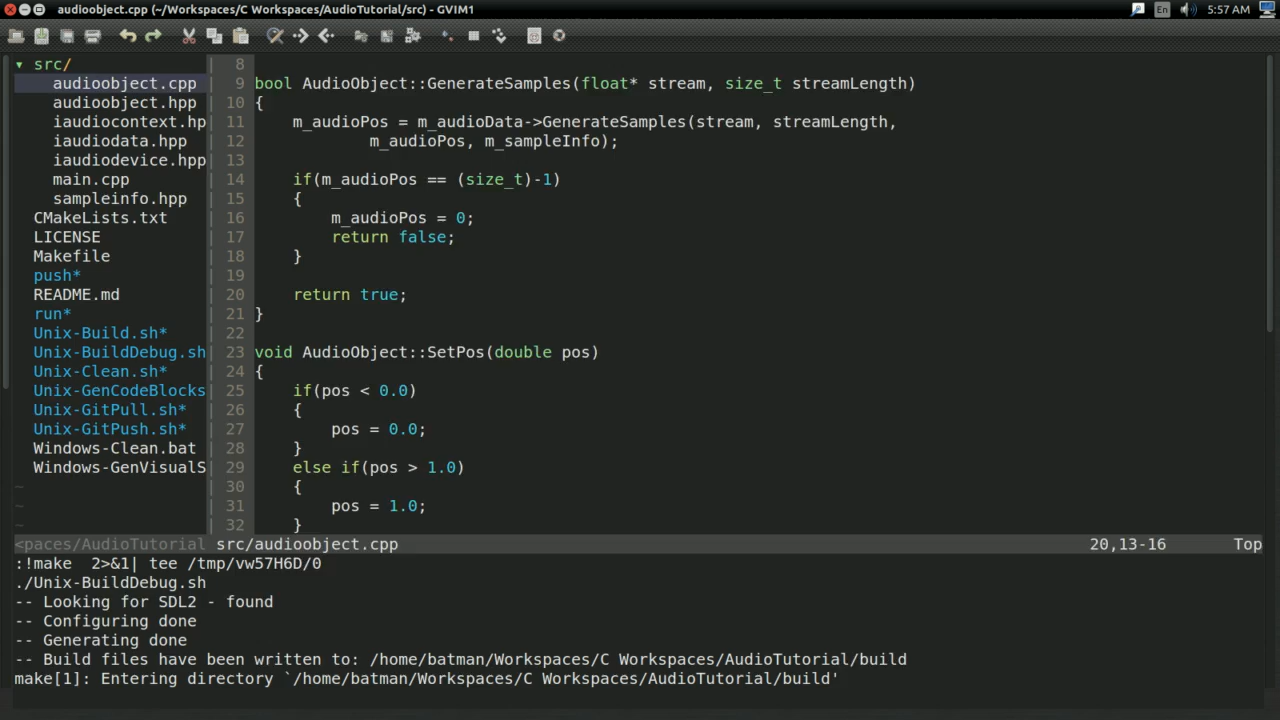 audioobject.cpp (~/Workspaces/C Workspaces/AudioTutorial/src) - GVIM1
En
5:57 AM
▾ src/
audioobject.cpp
audioobject.hpp
iaudiocontext.hp
iaudiodata.hpp
iaudiodevice.hpp
main.cpp
sampleinfo.hpp
CMakeLists.txt
LICENSE
Makefile
push*
README.md
run*
Unix-Build.sh*
Unix-BuildDebug.sh
Unix-Clean.sh*
Unix-GenCodeBlocks
Unix-GitPull.sh*
Unix-GitPush.sh*
Windows-Clean.bat
Windows-GenVisualS
~
~
~
8
9 bool AudioObject::GenerateSamples(float* stream, size_t streamLength)
10 {
11     m_audioPos = m_audioData->GenerateSamples(stream, streamLength,
12             m_audioPos, m_sampleInfo);
13
14     if(m_audioPos == (size_t)-1)
15     {
16         m_audioPos = 0;
17         return false;
18     }
19
20     return true;
21 }
22
23 void AudioObject::SetPos(double pos)
24 {
25     if(pos < 0.0)
26     {
27         pos = 0.0;
28     }
29     else if(pos > 1.0)
30     {
31         pos = 1.0;
32     }
<paces/AudioTutorial src/audioobject.cpp 20,13-16 Top
:!make  2>&1| tee /tmp/vw57H6D/0
./Unix-BuildDebug.sh
-- Looking for SDL2 - found
-- Configuring done
-- Generating done
-- Build files have been written to: /home/batman/Workspaces/C Workspaces/AudioTutorial/build
make[1]: Entering directory `/home/batman/Workspaces/C Workspaces/AudioTutorial/build'